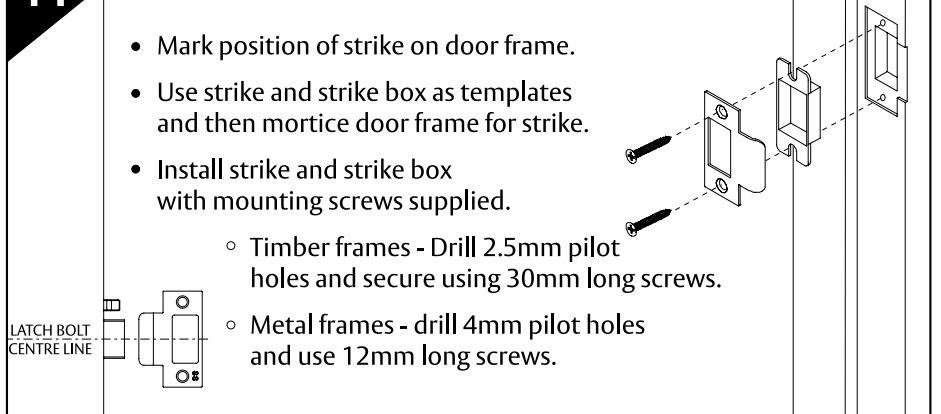 • Mark position of strike on door frame.
• Use strike and strike box as templates
and then mortice door frame for strike.
• Install strike and strike box
with mounting screws supplied.
◦ Timber frames - Drill 2.5mm pilot
holes and secure using 30mm long screws.
◦ Metal frames - drill 4mm pilot holes
and use 12mm long screws.
LATCH BOLT
CENTRE LINE